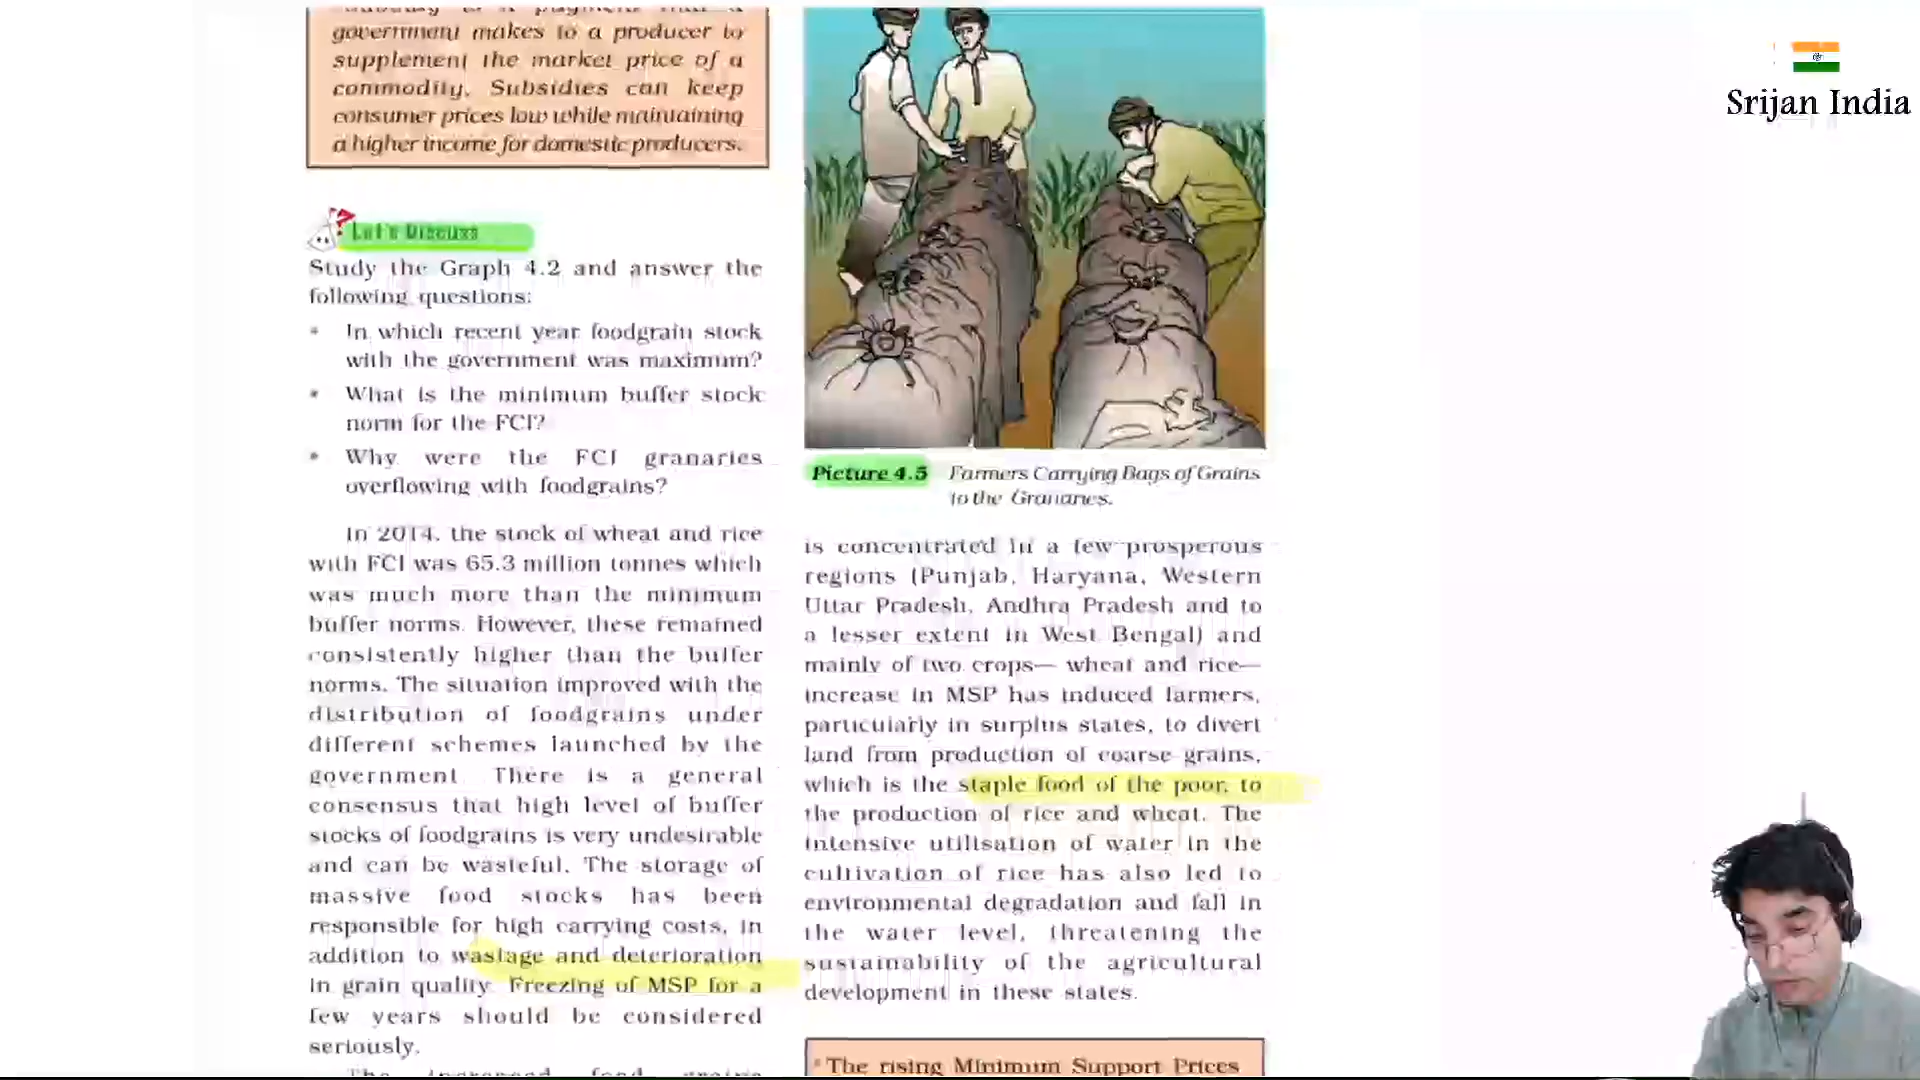 government makes to a producer to
supplement the market price of a
commodity. Subsidies can keep
consumer prices low while maintaining
a higher income for domestic producers.
Let's Discuss
Study the Graph 4.2 and answer the
following questions:
• In which recent year foodgrain stock
with the government was maximum?
• What is the minimum buffer stock
norm for the FCI?
• Why were the FCI granaries
overflowing with foodgrains?
In 2014, the stock of wheat and rice
with FCI was 65.3 million tonnes which
was much more than the minimum
buffer norms. However, these remained
consistently higher than the buffer
norms. The situation improved with the
distribution of foodgrains under
different schemes launched by the
government. There is a general
consensus that high level of buffer
stocks of foodgrains is very undesirable
and can be wasteful. The storage of
massive food stocks has been
responsible for high carrying costs, in
addition to wastage and deterioration
in grain quality. Freezing of MSP for a
few years should be considered
seriously.
Picture 4.5 Farmers Carrying Bags of Grains
to the Granaries.
is concentrated in a few prosperous
regions (Punjab, Haryana, Western
Uttar Pradesh, Andhra Pradesh and to
a lesser extent in West Bengal) and
mainly of two crops— wheat and rice—
increase in MSP has induced farmers,
particularly in surplus states, to divert
land from production of coarse grains,
which is the staple food of the poor, to
the production of rice and wheat. The
intensive utilisation of water in the
cultivation of rice has also led to
environmental degradation and fall in
the water level, threatening the
sustainability of the agricultural
development in these states.
* The rising Minimum Support Prices
Srijan India